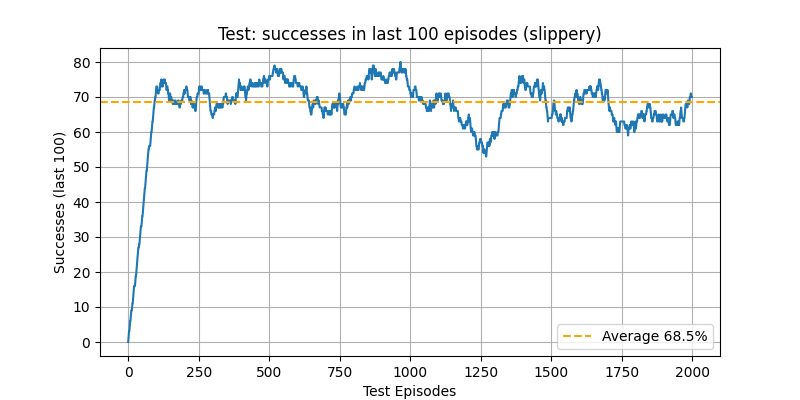 Test: successes in last 100 episodes (slippery)
Successes (last 100)
80
70
60
50
40
30
20
10
0
0 250 500 750 1000 1250 1500 1750 2000
Test Episodes
Average 68.5%